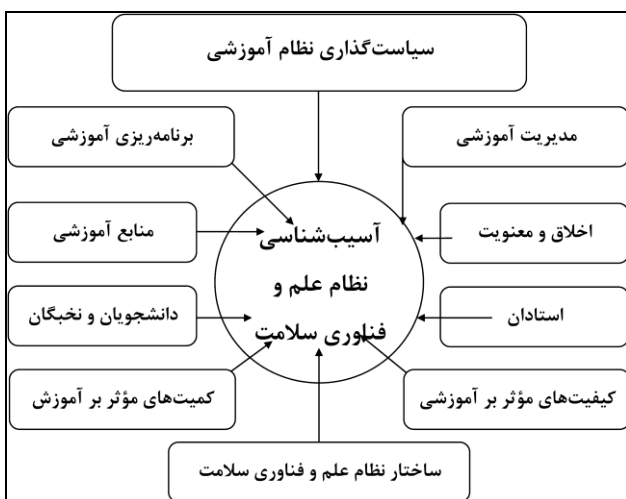 سیاست‌گذاری نظام آموزشی
مدیریت آموزشی
برنامه‌ریزی آموزشی
اخلاق و معنویت
منابع آموزشی
آسیب‌شناسی
نظام علم و
فناوری سلامت
استادان
دانشجویان و نخبگان
کیفیت‌های مؤثر بر آموزشی
کمیت‌های مؤثر بر آموزش
ساختار نظام علم و فناوری سلامت